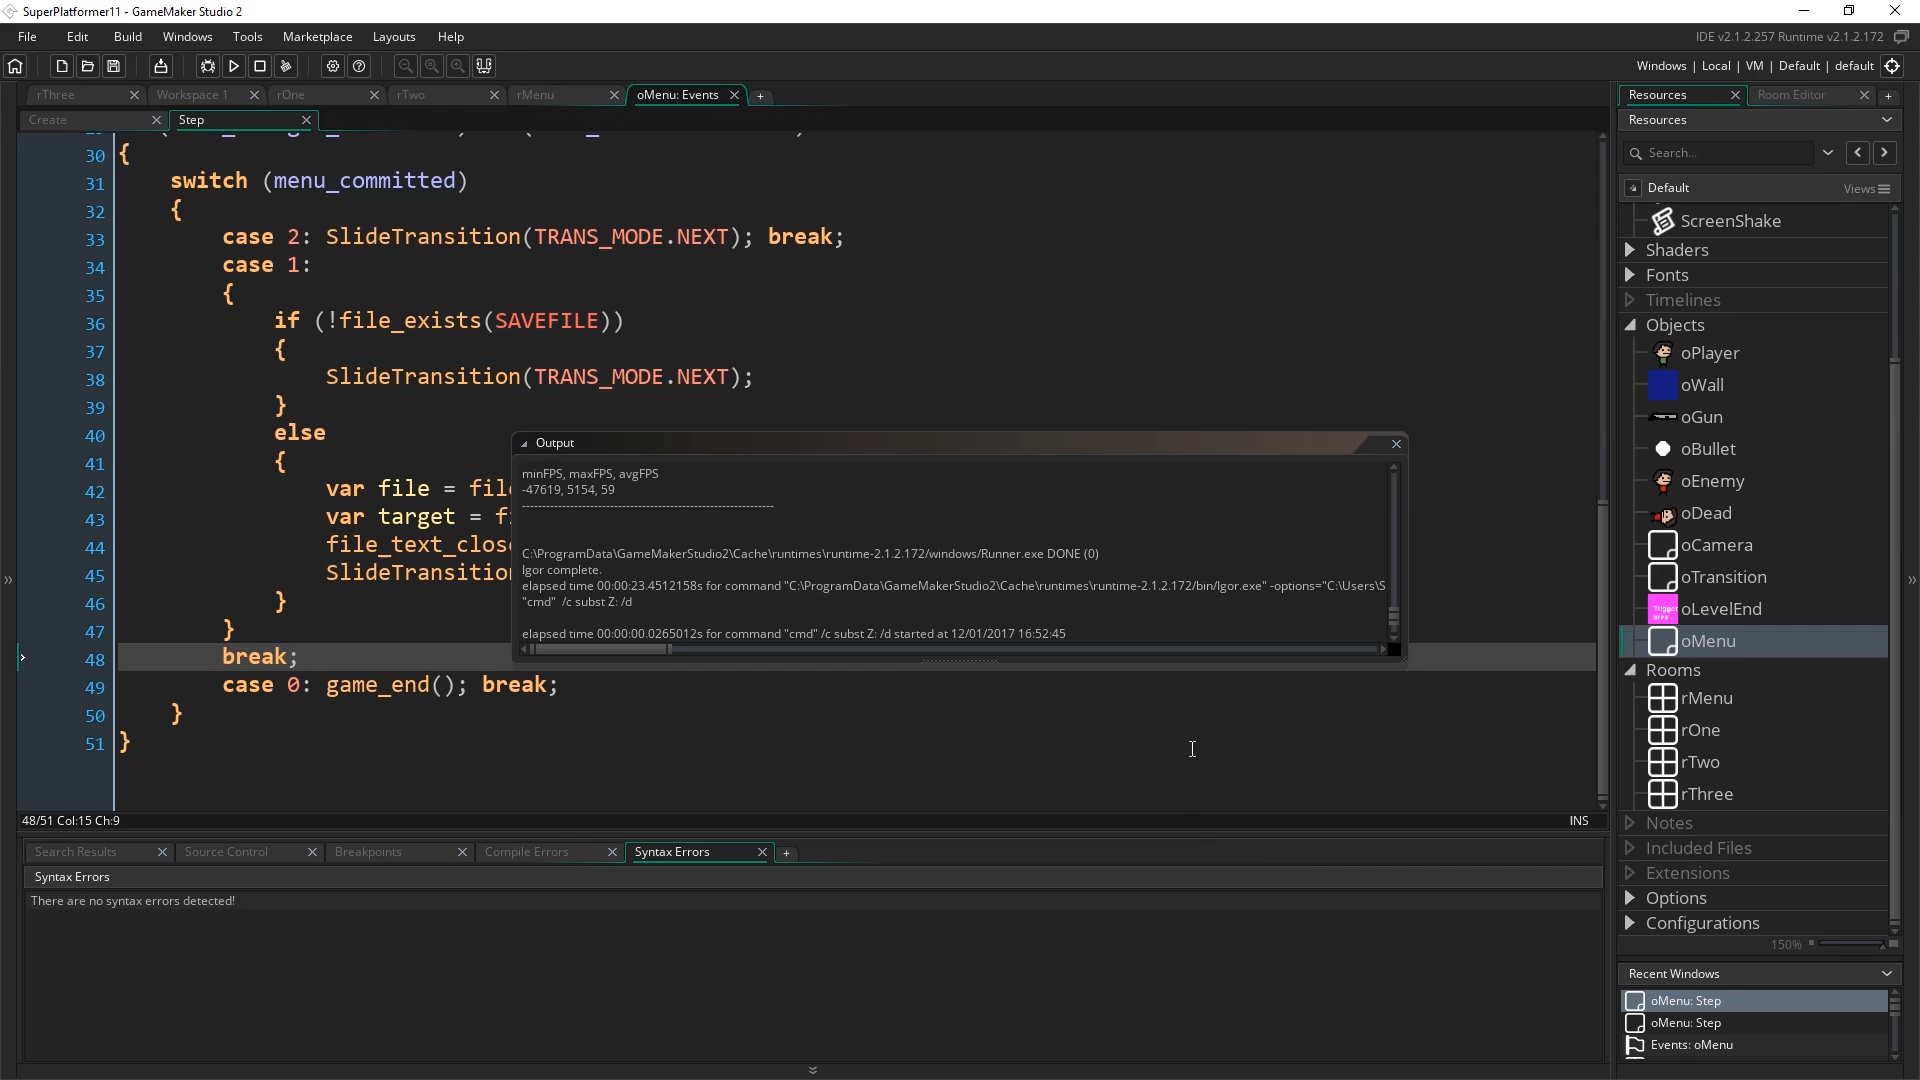 SuperPlatformer11 - GameMaker Studio 2
File Edit Build Windows Tools Marketplace Layouts Help
IDE v2.1.2.257 Runtime v2.1.2.172
Windows | Local | VM | Default | default
rThree Workspace 1 rOne rTwo rMenu oMenu: Events
Create Step
30 {
31 switch (menu_committed)
32 {
33 case 2: SlideTransition(TRANS_MODE.NEXT); break;
34 case 1:
35 {
36 if (!file_exists(SAVEFILE))
37 {
38 SlideTransition(TRANS_MODE.NEXT);
39 }
40 else
41 {
42 var file = file
43 var target = fi
44 file_text_close
45 SlideTransition
46 }
47 }
48 break;
49 case 0: game_end(); break;
50 }
51 }
Output
minFPS, maxFPS, avgFPS
-47619, 5154, 59
------------------------------------------------------------
C:\ProgramData\GameMakerStudio2\Cache\runtimes\runtime-2.1.2.172/windows/Runner.exe DONE (0)
Igor complete.
elapsed time 00:00:23.4512158s for command "C:\ProgramData\GameMakerStudio2\Cache\runtimes\runtime-2.1.2.172/bin/Igor.exe" -options="C:\Users\S
"cmd"  /c subst Z: /d
elapsed time 00:00:00.0265012s for command "cmd" /c subst Z: /d started at 12/01/2017 16:52:45
48/51 Col:15 Ch:9
INS
Search Results Source Control Breakpoints Compile Errors Syntax Errors
Syntax Errors
There are no syntax errors detected!
Resources Room Editor
Resources
Search...
Default Views
ScreenShake
Shaders
Fonts
Timelines
Objects
oPlayer
oWall
oGun
oBullet
oEnemy
oDead
oCamera
oTransition
oLevelEnd
oMenu
Rooms
rMenu
rOne
rTwo
rThree
Notes
Included Files
Extensions
Options
Configurations
150%
Recent Windows
oMenu: Step
oMenu: Step
Events: oMenu